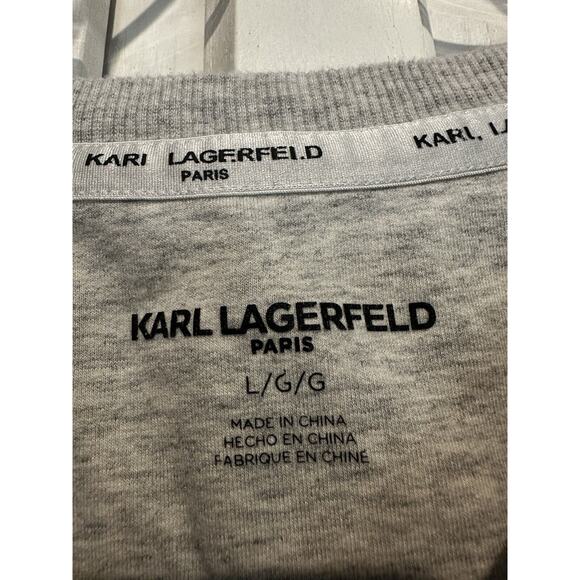 KARL LAGERFELD
PARIS
KARL L
KARL LAGERFELD
PARIS
L/G/G
MADE IN CHINA
HECHO EN CHINA
FABRIQUE EN CHINE